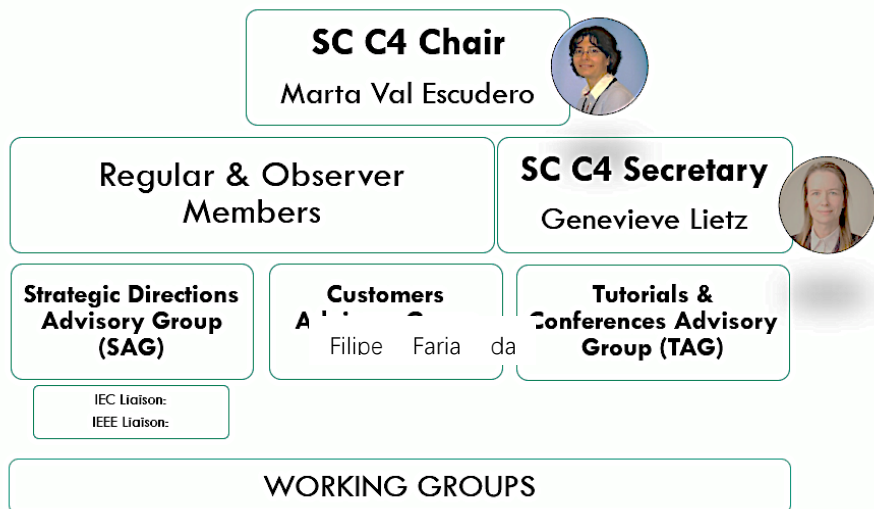 SC C4 Chair
Marta Val Escudero
Regular & Observer
Members
SC C4 Secretary
Genevieve Lietz
Strategic Directions
Advisory Group
(SAG)
Customers
Filipe Faria da
Tutorials &
Conferences Advisory
Group (TAG)
IEC Liaison:
IEEE Liaison:
WORKING GROUPS